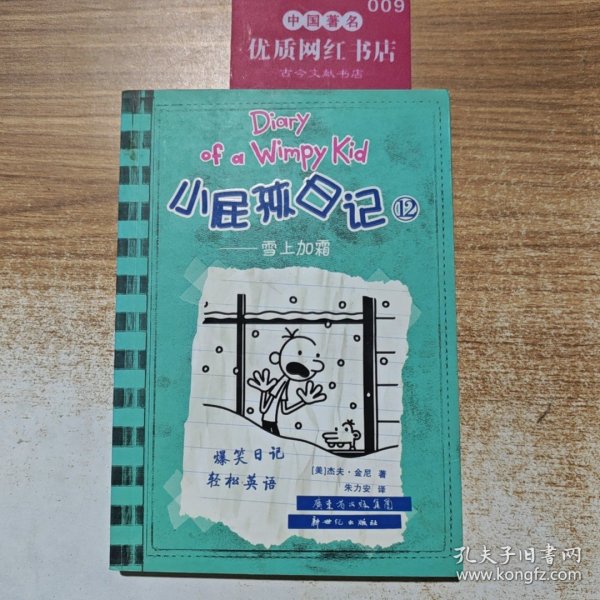 009
中国著名
优质网红书店
古今文献书店
Diary
of a Wimpy Kid
小屁孩日记⑫
——雪上加霜
爆笑日记
轻松英语
[美]杰夫·金尼 著
朱力安 译
广东省出版集团
新世纪出版社
孔夫子旧书网
www.kongfz.com